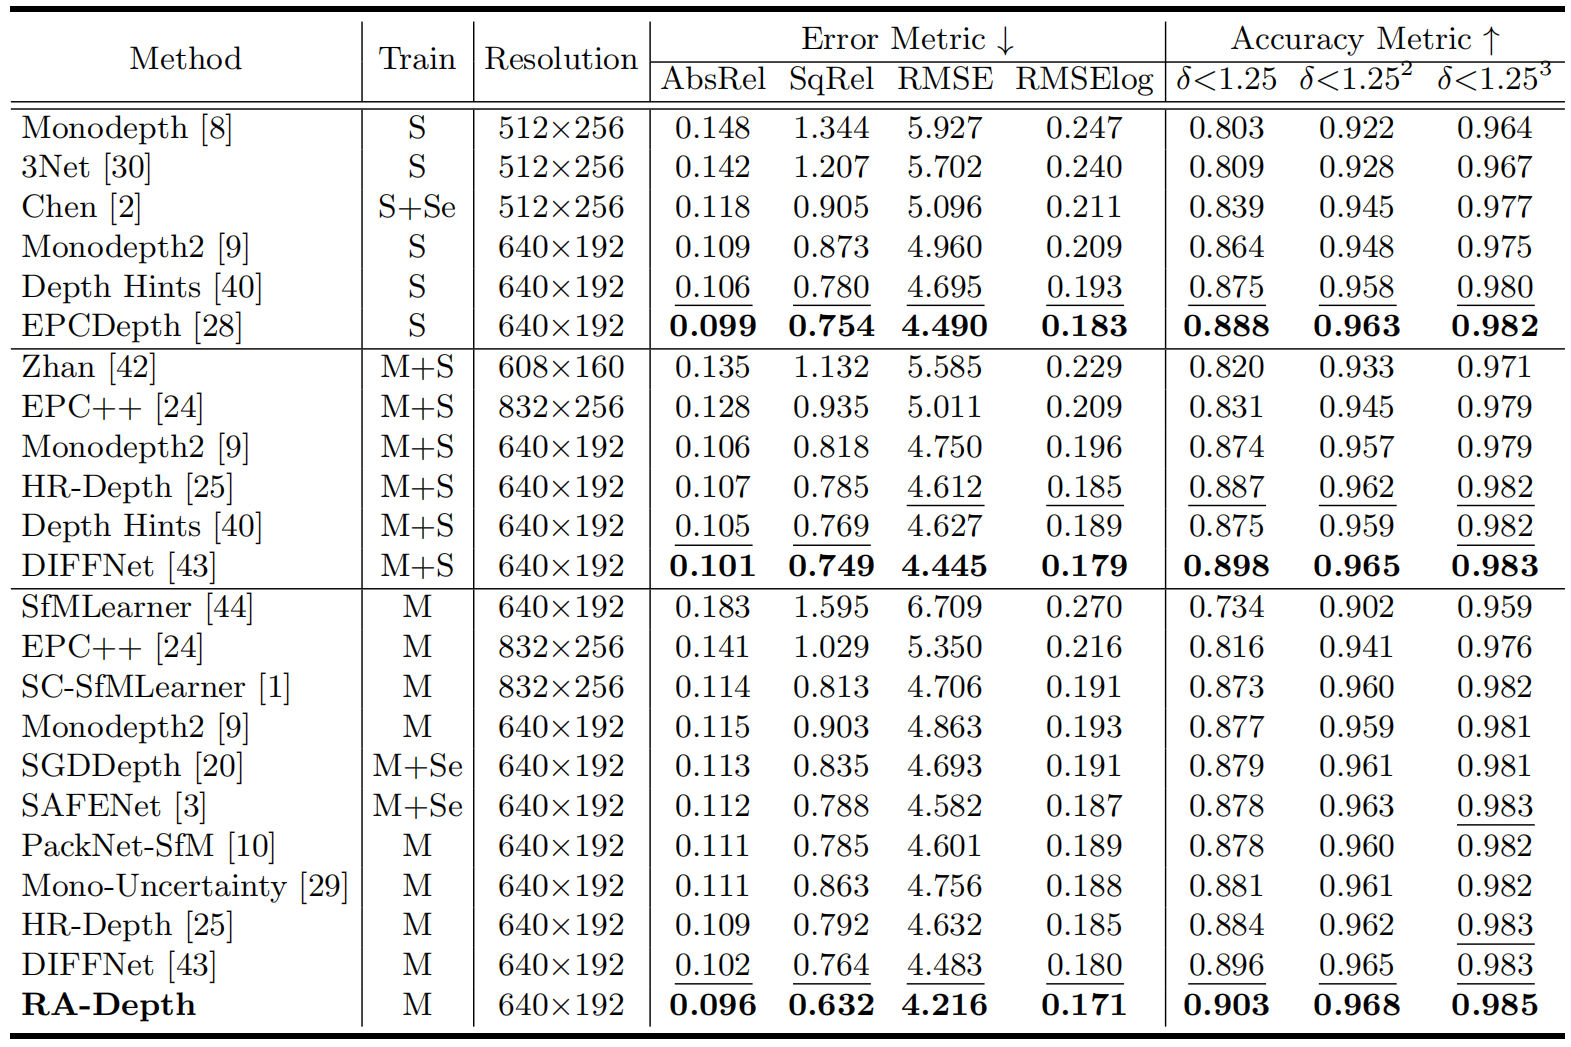 Method Train Resolution Error Metric ↓ Accuracy Metric ↑
AbsRel SqRel RMSE RMSElog δ<1.25 δ<1.25² δ<1.25³
Monodepth [8] S 512×256 0.148 1.344 5.927 0.247 0.803 0.922 0.964
3Net [30] S 512×256 0.142 1.207 5.702 0.240 0.809 0.928 0.967
Chen [2] S+Se 512×256 0.118 0.905 5.096 0.211 0.839 0.945 0.977
Monodepth2 [9] S 640×192 0.109 0.873 4.960 0.209 0.864 0.948 0.975
Depth Hints [40] S 640×192 0.106 0.780 4.695 0.193 0.875 0.958 0.980
EPCDepth [28] S 640×192 0.099 0.754 4.490 0.183 0.888 0.963 0.982
Zhan [42] M+S 608×160 0.135 1.132 5.585 0.229 0.820 0.933 0.971
EPC++ [24] M+S 832×256 0.128 0.935 5.011 0.209 0.831 0.945 0.979
Monodepth2 [9] M+S 640×192 0.106 0.818 4.750 0.196 0.874 0.957 0.979
HR-Depth [25] M+S 640×192 0.107 0.785 4.612 0.185 0.887 0.962 0.982
Depth Hints [40] M+S 640×192 0.105 0.769 4.627 0.189 0.875 0.959 0.982
DIFFNet [43] M+S 640×192 0.101 0.749 4.445 0.179 0.898 0.965 0.983
SfMLearner [44] M 640×192 0.183 1.595 6.709 0.270 0.734 0.902 0.959
EPC++ [24] M 832×256 0.141 1.029 5.350 0.216 0.816 0.941 0.976
SC-SfMLearner [1] M 832×256 0.114 0.813 4.706 0.191 0.873 0.960 0.982
Monodepth2 [9] M 640×192 0.115 0.903 4.863 0.193 0.877 0.959 0.981
SGDDepth [20] M+Se 640×192 0.113 0.835 4.693 0.191 0.879 0.961 0.981
SAFENet [3] M+Se 640×192 0.112 0.788 4.582 0.187 0.878 0.963 0.983
PackNet-SfM [10] M 640×192 0.111 0.785 4.601 0.189 0.878 0.960 0.982
Mono-Uncertainty [29] M 640×192 0.111 0.863 4.756 0.188 0.881 0.961 0.982
HR-Depth [25] M 640×192 0.109 0.792 4.632 0.185 0.884 0.962 0.983
DIFFNet [43] M 640×192 0.102 0.764 4.483 0.180 0.896 0.965 0.983
RA-Depth M 640×192 0.096 0.632 4.216 0.171 0.903 0.968 0.985